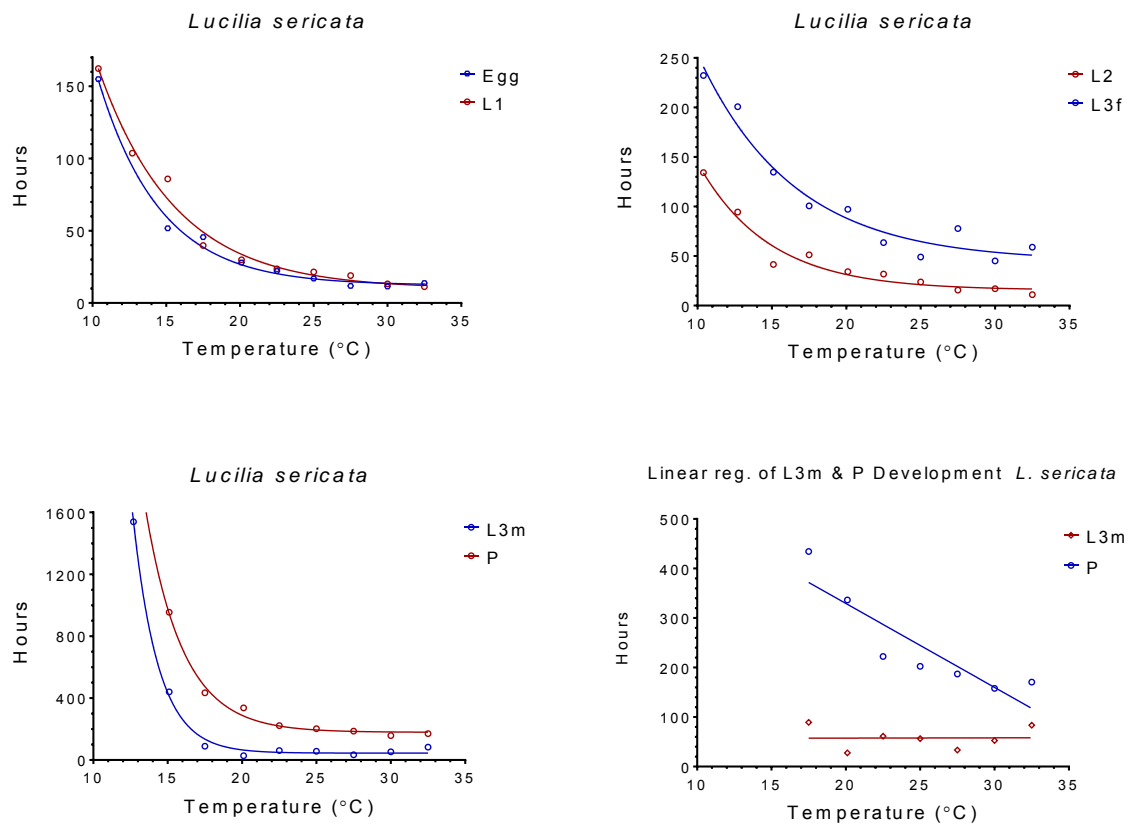 Lucilia sericata
150
100
50
0
10 15 20 25 30 35
Hours
Temperature (°C)
Egg
L1
Lucilia sericata
250
200
150
100
50
0
10 15 20 25 30 35
Hours
Temperature (°C)
L2
L3f
Lucilia sericata
1600
1200
800
400
0
10 15 20 25 30 35
Hours
Temperature (°C)
L3m
P
Linear reg. of L3m & P Development L. sericata
500
400
300
200
100
0
10 15 20 25 30 35
Hours
Temperature (°C)
L3m
P